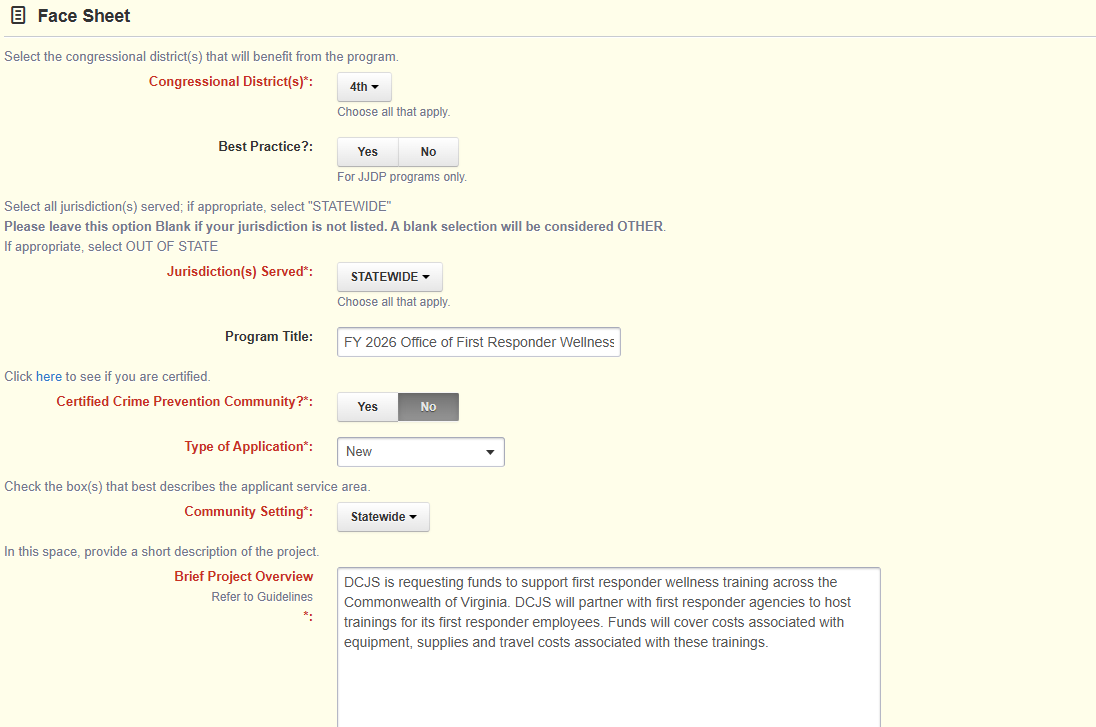 Face Sheet
Select the congressional district(s) that will benefit from the program.
Congressional District(s)*:
4th
Choose all that apply.
Best Practice?:
Yes No
For JJDP programs only.
Select all jurisdiction(s) served; if appropriate, select "STATEWIDE"
Please leave this option Blank if your jurisdiction is not listed. A blank selection will be considered OTHER.
If appropriate, select OUT OF STATE
Jurisdiction(s) Served*:
STATEWIDE
Choose all that apply.
Program Title:
FY 2026 Office of First Responder Wellness
Click here to see if you are certified.
Certified Crime Prevention Community?*:
Yes No
Type of Application*:
New
Check the box(s) that best describes the applicant service area.
Community Setting*:
Statewide
In this space, provide a short description of the project.
Brief Project Overview
Refer to Guidelines
*:
DCJS is requesting funds to support first responder wellness training across the
Commonwealth of Virginia. DCJS will partner with first responder agencies to host
trainings for its first responder employees. Funds will cover costs associated with
equipment, supplies and travel costs associated with these trainings.